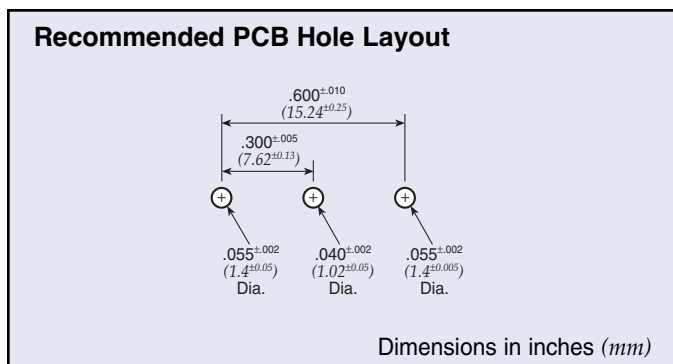 Recommended PCB Hole Layout
.600±.010
(15.24±0.25)
.300±.005
(7.62±0.13)
.055±.002
(1.4±0.05)
Dia.
.040±.002
(1.02±0.05)
Dia.
.055±.002
(1.4±0.005)
Dia.
Dimensions in inches (mm)